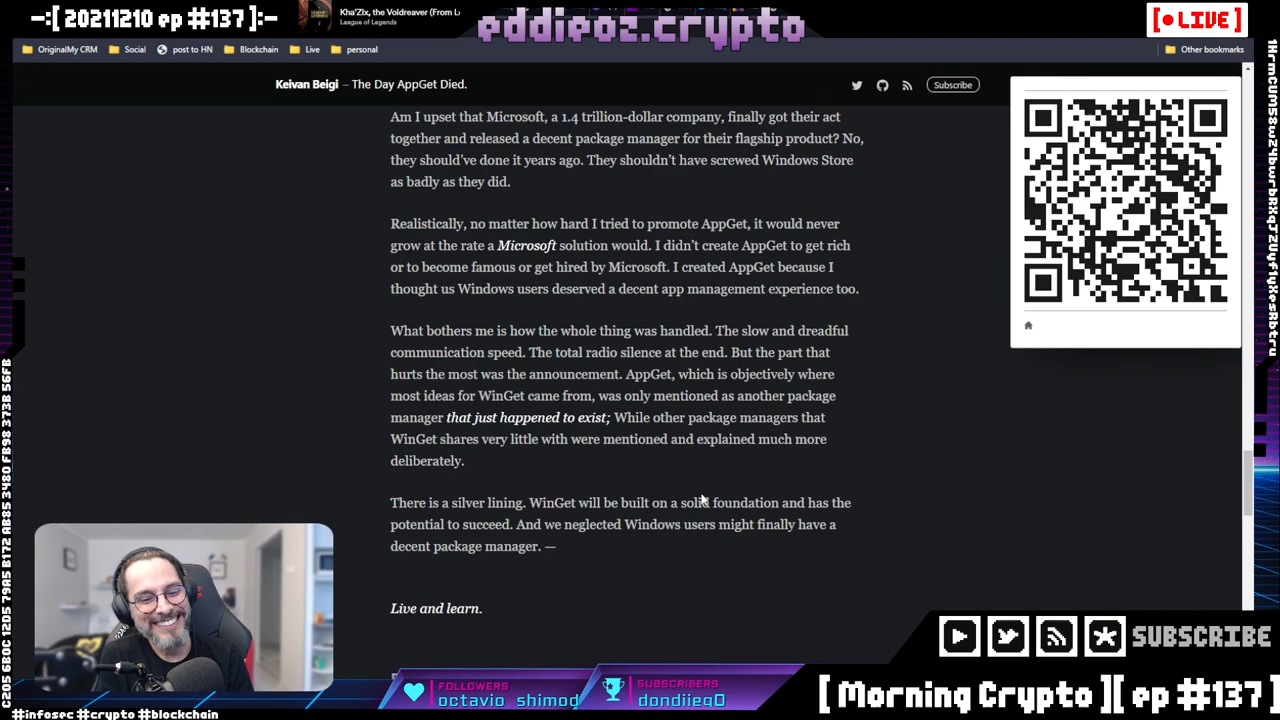 -:[ 20211210 ep #137 ]:-
Kha'Zix, the Voidreaver (From L
League of Legends
eddieoz.crypto
[ LIVE ]
OriginalMy CRM
Social
post to HN
Blockchain
Live
personal
Other bookmarks
Keivan Beigi – The Day AppGet Died.
Subscribe
Am I upset that Microsoft, a 1.4 trillion-dollar company, finally got their act
together and released a decent package manager for their flagship product? No,
they should've done it years ago. They shouldn't have screwed Windows Store
as badly as they did.
Realistically, no matter how hard I tried to promote AppGet, it would never
grow at the rate a Microsoft solution would. I didn't create AppGet to get rich
or to become famous or get hired by Microsoft. I created AppGet because I
thought us Windows users deserved a decent app management experience too.
What bothers me is how the whole thing was handled. The slow and dreadful
communication speed. The total radio silence at the end. But the part that
hurts the most was the announcement. AppGet, which is objectively where
most ideas for WinGet came from, was only mentioned as another package
manager that just happened to exist; While other package managers that
WinGet shares very little with were mentioned and explained much more
deliberately.
There is a silver lining. WinGet will be built on a solid foundation and has the
potential to succeed. And we neglected Windows users might finally have a
decent package manager. —
Live and learn.
C205 6B0C 12D5 79A5 AB85 3480 FB98 373B 56FB
SUBSCRIBE
FOLLOWERS
octavio_shimod
SUBSCRIBERS
dondiieg0
[ Morning Crypto ][ ep #137 ]
#infosec #crypto #blockchain